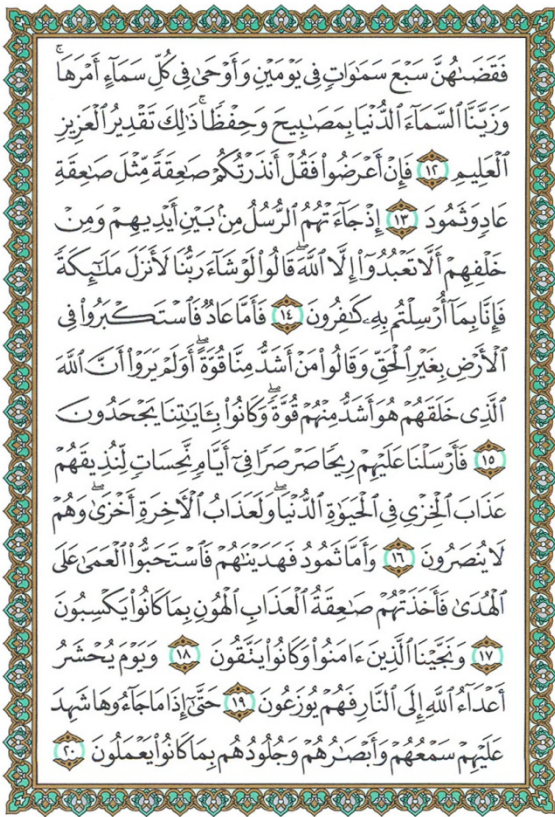 فَقَضَىٰهُنَّ سَبْعَ سَمَٰوَاتٍ فِي يَوْمَيْنِ وَأَوْحَىٰ فِي كُلِّ سَمَآءٍ أَمْرَهَاۚ
وَزَيَّنَّا ٱلسَّمَآءَ ٱلدُّنْيَا بِمَصَٰبِيحَ وَحِفْظًاۚ ذَٰلِكَ تَقْدِيرُ ٱلْعَزِيزِ
ٱلْعَلِيمِ ١٢ فَإِنْ أَعْرَضُوا۟ فَقُلْ أَنذَرْتُكُمْ صَٰعِقَةً مِّثْلَ صَٰعِقَةِ
عَادٍ وَثَمُودَ ١٣ إِذْ جَآءَتْهُمُ ٱلرُّسُلُ مِنۢ بَيْنِ أَيْدِيهِمْ وَمِنْ
خَلْفِهِمْ أَلَّا تَعْبُدُوٓا۟ إِلَّا ٱللَّهَۖ قَالُوا۟ لَوْ شَآءَ رَبُّنَا لَأَنزَلَ مَلَٰٓئِكَةً
فَإِنَّا بِمَآ أُرْسِلْتُم بِهِۦ كَٰفِرُونَ ١٤ فَأَمَّا عَادٌ فَٱسْتَكْبَرُوا۟ فِي
ٱلْأَرْضِ بِغَيْرِ ٱلْحَقِّ وَقَالُوا۟ مَنْ أَشَدُّ مِنَّا قُوَّةًۖ أَوَلَمْ يَرَوْا۟ أَنَّ ٱللَّهَ
ٱلَّذِي خَلَقَهُمْ هُوَ أَشَدُّ مِنْهُمْ قُوَّةًۖ وَكَانُوا۟ بِـَٔايَٰتِنَا يَجْحَدُونَ
١٥ فَأَرْسَلْنَا عَلَيْهِمْ رِيحًا صَرْصَرًا فِيٓ أَيَّامٍ نَّحِسَاتٍ لِّنُذِيقَهُمْ
عَذَابَ ٱلْخِزْيِ فِي ٱلْحَيَوٰةِ ٱلدُّنْيَاۖ وَلَعَذَابُ ٱلْءَاخِرَةِ أَخْزَىٰۖ وَهُمْ
لَا يُنصَرُونَ ١٦ وَأَمَّا ثَمُودُ فَهَدَيْنَٰهُمْ فَٱسْتَحَبُّوا۟ ٱلْعَمَىٰ عَلَى
ٱلْهُدَىٰ فَأَخَذَتْهُمْ صَٰعِقَةُ ٱلْعَذَابِ ٱلْهُونِ بِمَا كَانُوا۟ يَكْسِبُونَ
١٧ وَنَجَّيْنَا ٱلَّذِينَ ءَامَنُوا۟ وَكَانُوا۟ يَتَّقُونَ ١٨ وَيَوْمَ يُحْشَرُ
أَعْدَآءُ ٱللَّهِ إِلَى ٱلنَّارِ فَهُمْ يُوزَعُونَ ١٩ حَتَّىٰٓ إِذَا مَا جَآءُوهَا شَهِدَ
عَلَيْهِمْ سَمْعُهُمْ وَأَبْصَٰرُهُمْ وَجُلُودُهُم بِمَا كَانُوا۟ يَعْمَلُونَ ٢٠